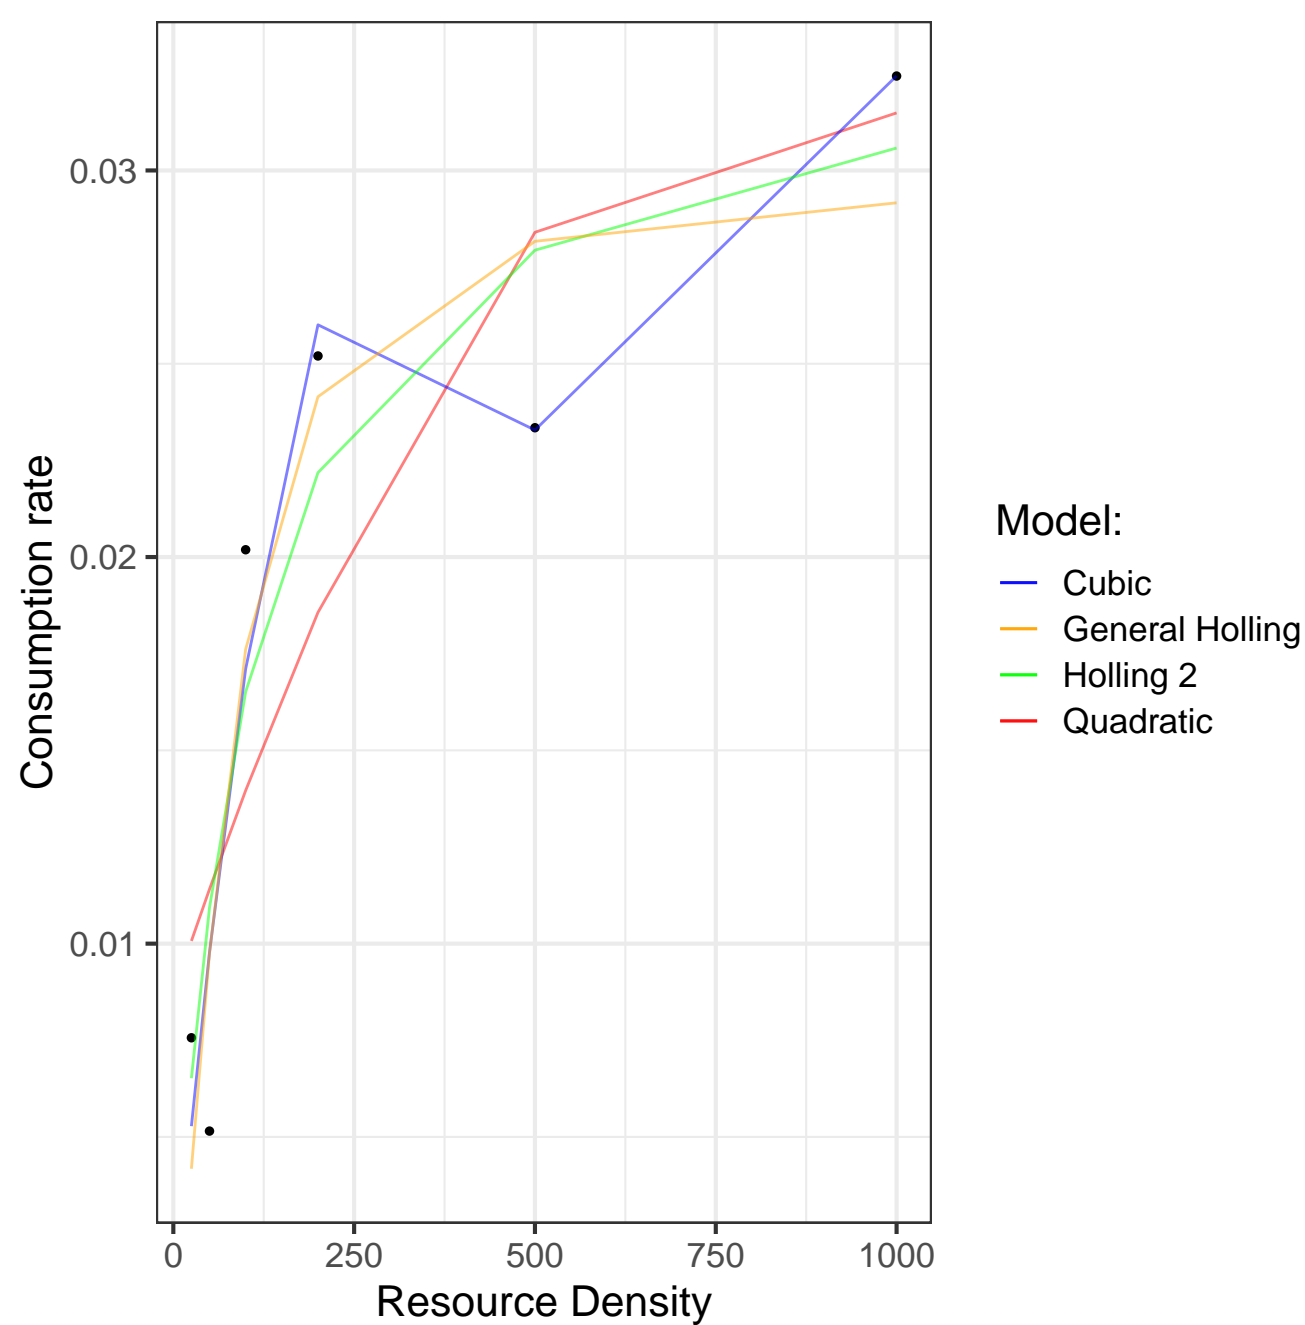 0.03
0.02
0.01
Consumption rate
0
250
500
750
1000
Resource Density
Model:
Cubic
General Holling
Holling 2
Quadratic